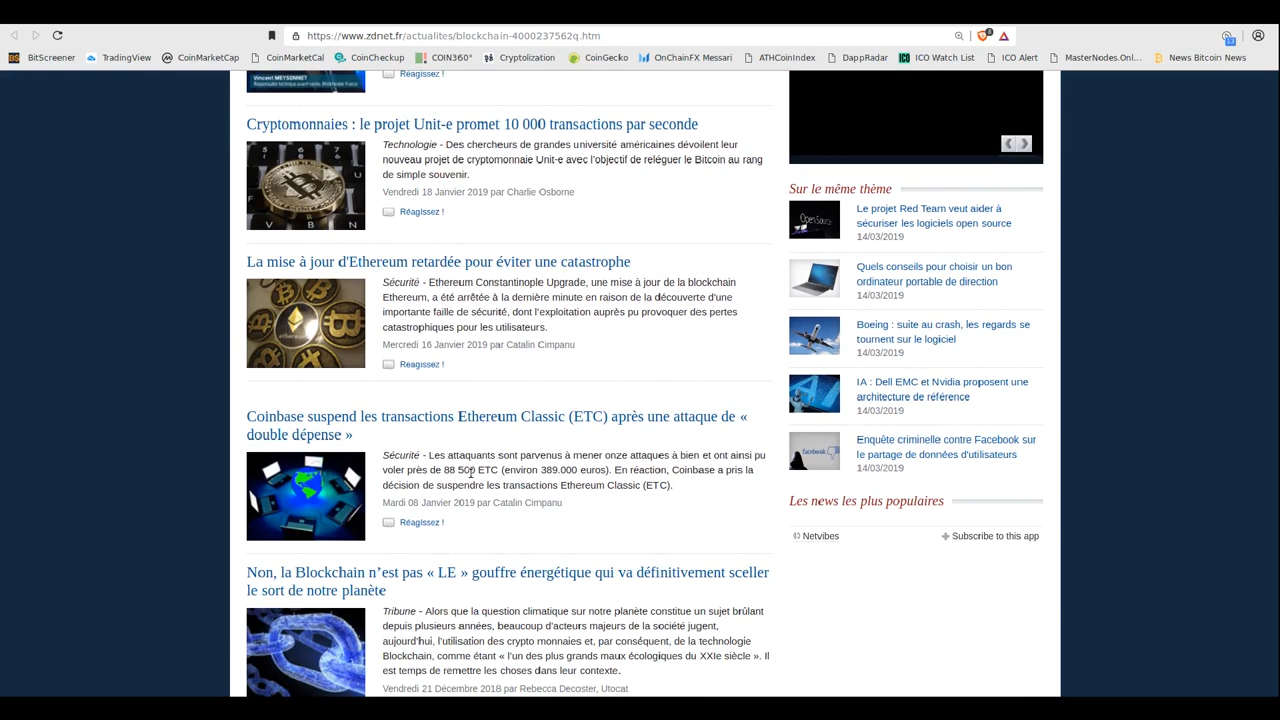 https://www.zdnet.fr/actualites/blockchain-4000237562q.htm
BitScreener TradingView CoinMarketCap CoinMarketCal CoinCheckup COIN360° Cryptolization CoinGecko OnChainFX Messari ATHCoinIndex DappRadar ICO Watch List ICO Alert MasterNodes.Onl... News Bitcoin News
Vincent MEYSONNET
Réagissez !
Cryptomonnaies : le projet Unit-e promet 10 000 transactions par seconde
Technologie - Des chercheurs de grandes université américaines dévoilent leur
nouveau projet de cryptomonnaie Unit-e avec l'objectif de reléguer le Bitcoin au rang
de simple souvenir.
Vendredi 18 Janvier 2019 par Charlie Osborne
Réagissez !
La mise à jour d'Ethereum retardée pour éviter une catastrophe
Sécurité - Ethereum Constantinople Upgrade, une mise à jour de la blockchain
Ethereum, a été arrêtée à la dernière minute en raison de la découverte d'une
importante faille de sécurité, dont l'exploitation auprès pu provoquer des pertes
catastrophiques pour les utilisateurs.
Mercredi 16 Janvier 2019 par Catalin Cimpanu
Réagissez !
Coinbase suspend les transactions Ethereum Classic (ETC) après une attaque de «
double dépense »
Sécurité - Les attaquants sont parvenus à mener onze attaques à bien et ont ainsi pu
voler près de 88 500 ETC (environ 389.000 euros). En réaction, Coinbase a pris la
décision de suspendre les transactions Ethereum Classic (ETC).
Mardi 08 Janvier 2019 par Catalin Cimpanu
Réagissez !
Non, la Blockchain n'est pas « LE » gouffre énergétique qui va définitivement sceller
le sort de notre planète
Tribune - Alors que la question climatique sur notre planète constitue un sujet brûlant
depuis plusieurs années, beaucoup d'acteurs majeurs de la société jugent,
aujourd'hui, l'utilisation des crypto monnaies et, par conséquent, de la technologie
Blockchain, comme étant « l'un des plus grands maux écologiques du XXIe siècle ». Il
est temps de remettre les choses dans leur contexte.
Vendredi 21 Décembre 2018 par Rebecca Decoster, Utocat
Sur le même thème
Open Source
Le projet Red Team veut aider à
sécuriser les logiciels open source
14/03/2019
Quels conseils pour choisir un bon
ordinateur portable de direction
14/03/2019
Boeing : suite au crash, les regards se
tournent sur le logiciel
14/03/2019
AI
IA : Dell EMC et Nvidia proposent une
architecture de référence
14/03/2019
facebook
Enquête criminelle contre Facebook sur
le partage de données d'utilisateurs
14/03/2019
Les news les plus populaires
Netvibes Subscribe to this app